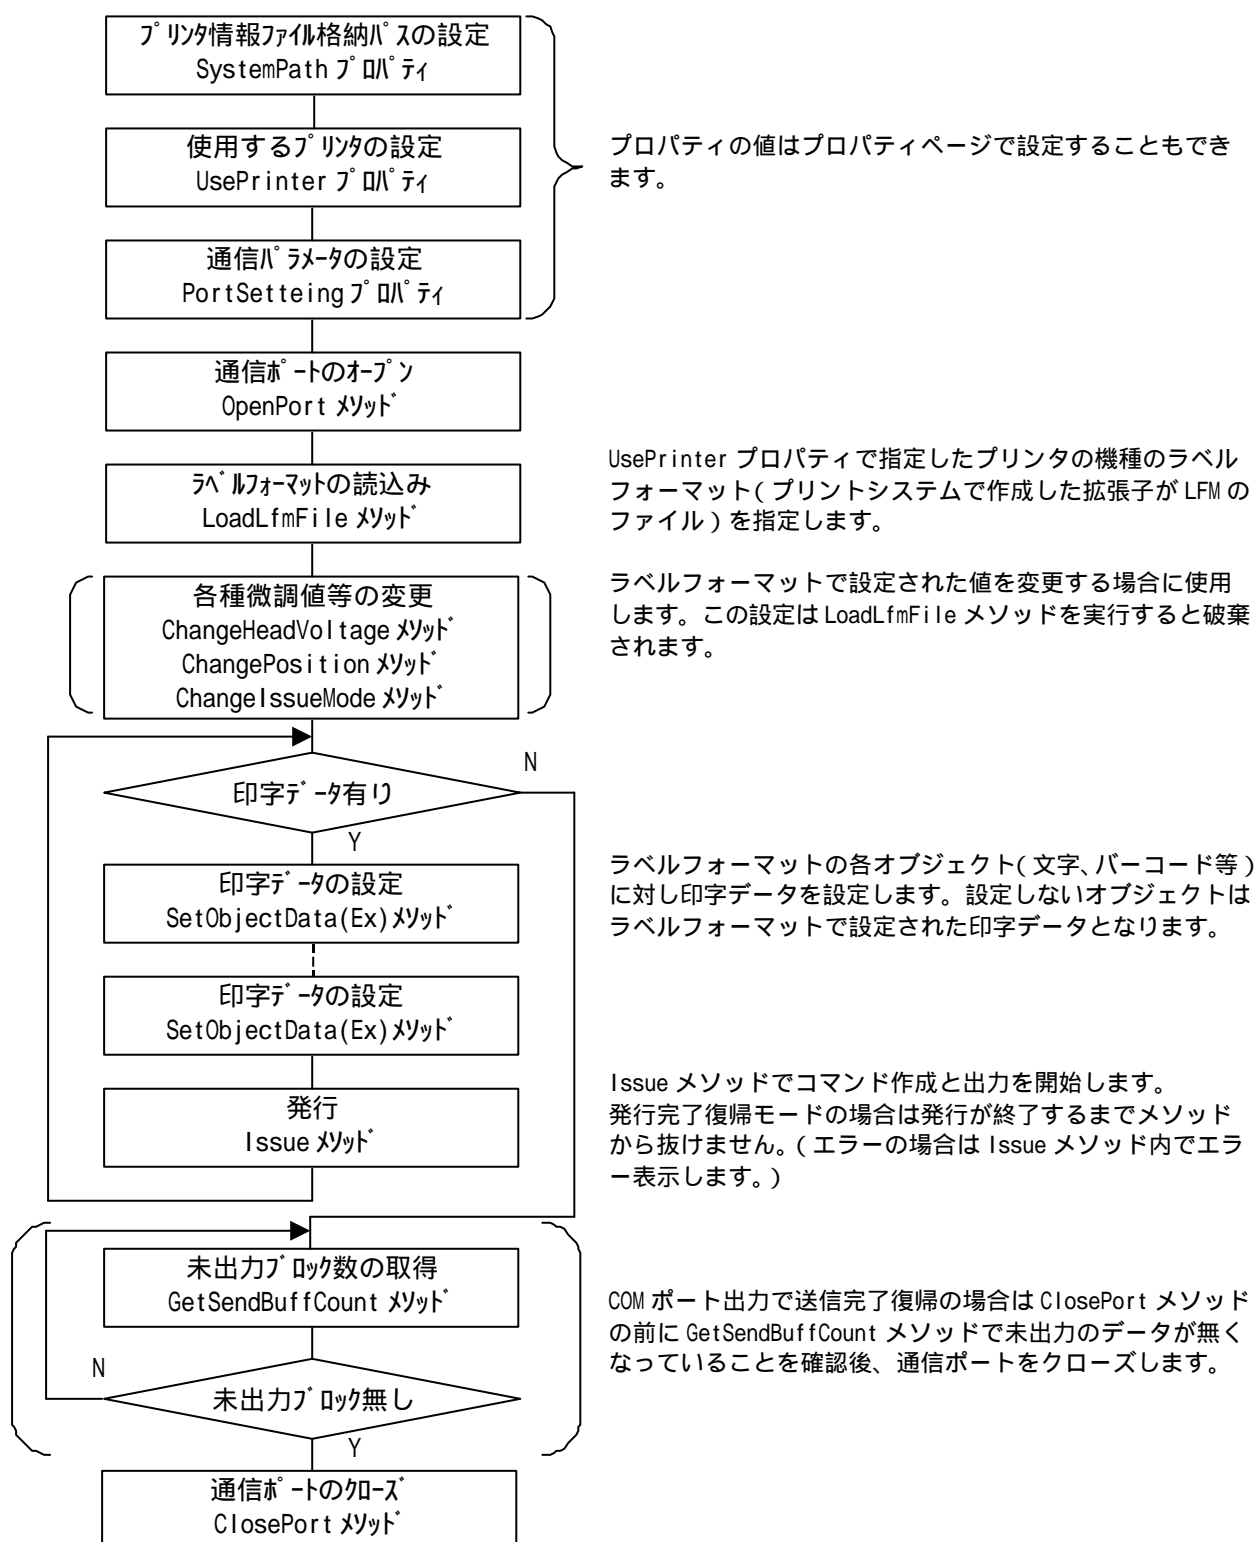 ﾌﾟﾘﾝﾀ情報ﾌｧｲﾙ格納ﾊﾟｽの設定
SystemPath ﾌﾟﾛﾊﾟﾃｨ
使用するﾌﾟﾘﾝﾀの設定
UsePrinter ﾌﾟﾛﾊﾟﾃｨ
プロパティの値はプロパティページで設定することもでき
ます。
通信ﾊﾟﾗﾒｰﾀの設定
PortSetteing ﾌﾟﾛﾊﾟﾃｨ
通信ﾎﾟｰﾄのｵｰﾌﾟﾝ
OpenPort ﾒｿｯﾄﾞ
ﾗﾍﾞﾙﾌｫｰﾏｯﾄの読込み
LoadLfmFile ﾒｿｯﾄﾞ
UsePrinter プロパティで指定したプリンタの機種のラベル
フォーマット(プリントシステムで作成した拡張子が LFM の
ファイル)を指定します。
各種微調値等の変更
ChangeHeadVoltage ﾒｿｯﾄﾞ
ChangePosition ﾒｿｯﾄﾞ
ChangeIssueMode ﾒｿｯﾄﾞ
ラベルフォーマットで設定された値を変更する場合に使用
します。この設定は LoadLfmFile メソッドを実行すると破棄
されます。
N
印字ﾃﾞｰﾀ有り
Y
印字ﾃﾞｰﾀの設定
SetObjectData(Ex) ﾒｿｯﾄﾞ
ラベルフォーマットの各オブジェクト(文字、バーコード等)
に対し印字データを設定します。設定しないオブジェクトは
ラベルフォーマットで設定された印字データとなります。
印字ﾃﾞｰﾀの設定
SetObjectData(Ex) ﾒｿｯﾄﾞ
発行
Issue ﾒｿｯﾄﾞ
Issue メソッドでコマンド作成と出力を開始します。
発行完了復帰モードの場合は発行が終了するまでメソッド
から抜けません。(エラーの場合は Issue メソッド内でエラ
ー表示します。)
未出力ﾌﾞﾛｯｸ数の取得
GetSendBuffCount ﾒｿｯﾄﾞ
COM ポート出力で送信完了復帰の場合は ClosePort メソッド
の前に GetSendBuffCount メソッドで未出力のデータが無く
なっていることを確認後、通信ポートをクローズします。
N
未出力ﾌﾞﾛｯｸ無し
Y
通信ﾎﾟｰﾄのｸﾛｰｽﾞ
ClosePort ﾒｿｯﾄﾞ